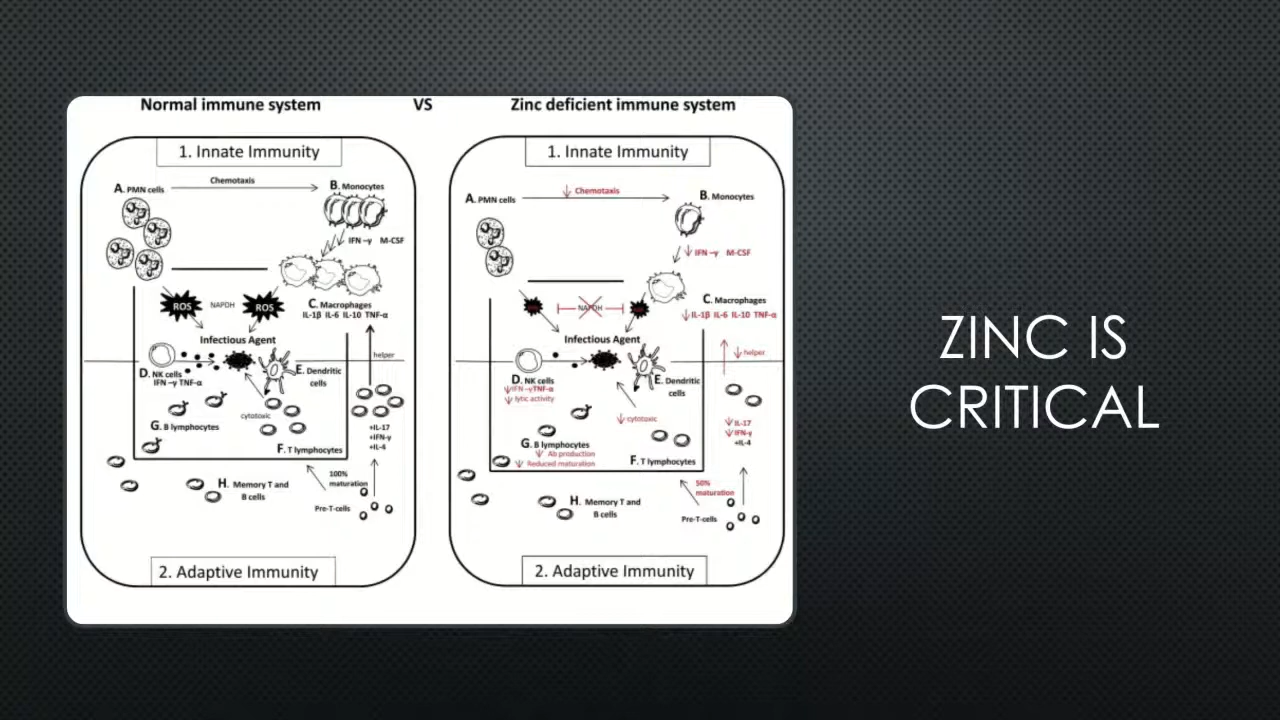 Normal immune system VS Zinc deficient immune system
1. Innate Immunity
A. PMN cells
Chemotaxis
B. Monocytes
IFN –γ M-CSF
ROS
NAPDH
ROS
C. Macrophages
IL-1β IL-6 IL-10 TNF-α
Infectious Agent
helper
D. NK cells
IFN –γ TNF-α
E. Dendritic
cells
cytotoxic
G. B lymphocytes
+IL-17
+IFN-γ
+IL-4
F. T lymphocytes
100%
maturation
H. Memory T and
B cells
Pre-T-cells
2. Adaptive Immunity
1. Innate Immunity
A. PMN cells
Chemotaxis
B. Monocytes
IFN –γ M-CSF
NAPDH
C. Macrophages
IL-1β IL-6 IL-10 TNF-α
Infectious Agent
helper
D. NK cells
IFN –γTNF-α
lytic activity
E. Dendritic
cells
cytotoxic
IL-17
IFN-γ
+IL-4
G. B lymphocytes
Ab production
Reduced maturation
F. T lymphocytes
50%
maturation
H. Memory T and
B cells
Pre-T-cells
2. Adaptive Immunity
ZINC IS
CRITICAL